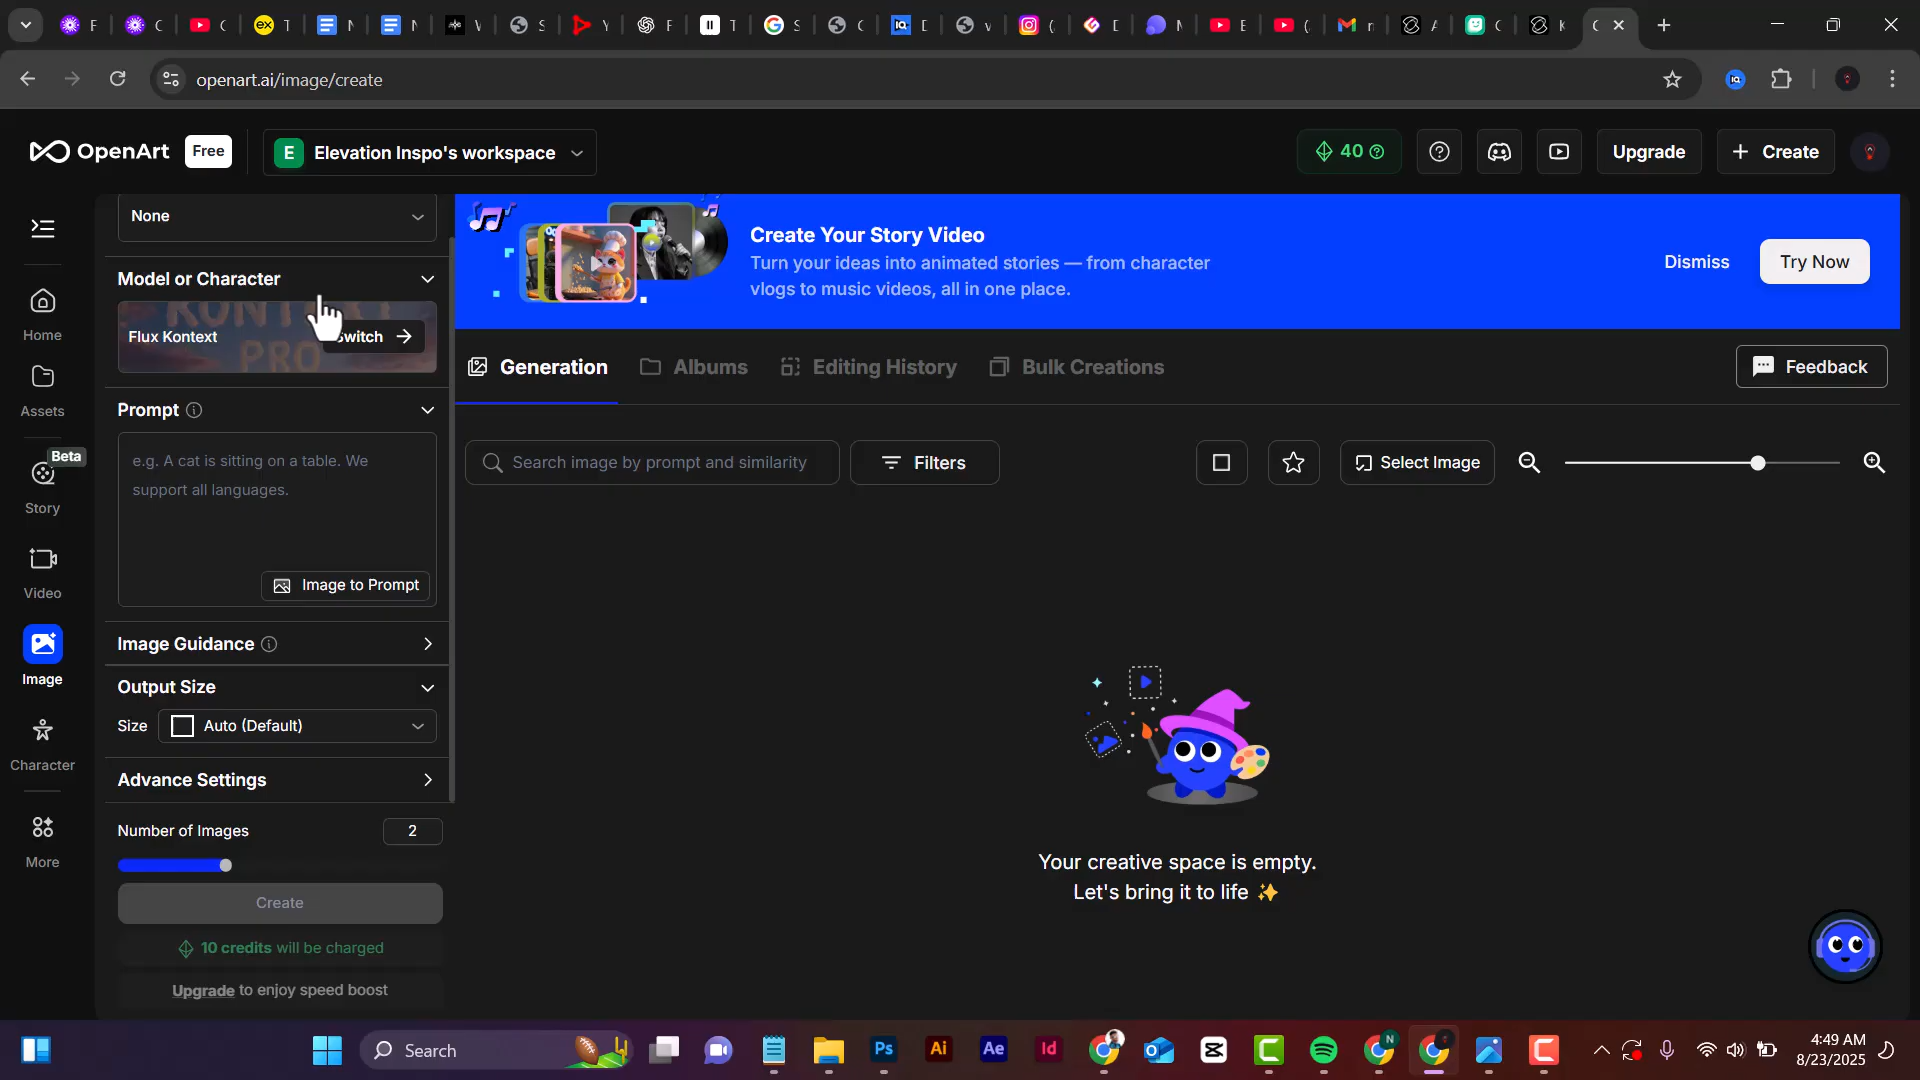 openart.ai/image/create
OpenArt
Free
E
Elevation Inspo's workspace
40
Upgrade
+ Create
None
Model or Character
Flux Kontext
Switch
KONTEXT
PRO
Prompt
e.g. A cat is sitting on a table. We
support all languages.
Image to Prompt
Image Guidance
Output Size
Size
Auto (Default)
Advance Settings
Number of Images
2
Create
10 credits will be charged
Upgrade to enjoy speed boost
Home
Assets
Beta
Story
Video
Image
Character
More
Create Your Story Video
Turn your ideas into animated stories — from character
vlogs to music videos, all in one place.
Dismiss
Try Now
Generation
Albums
Editing History
Bulk Creations
Feedback
Search image by prompt and similarity
Filters
Select Image
Your creative space is empty.
Let's bring it to life ✨
Search
Ps
Ai
Ae
Id
N
4:49 AM
8/23/2025